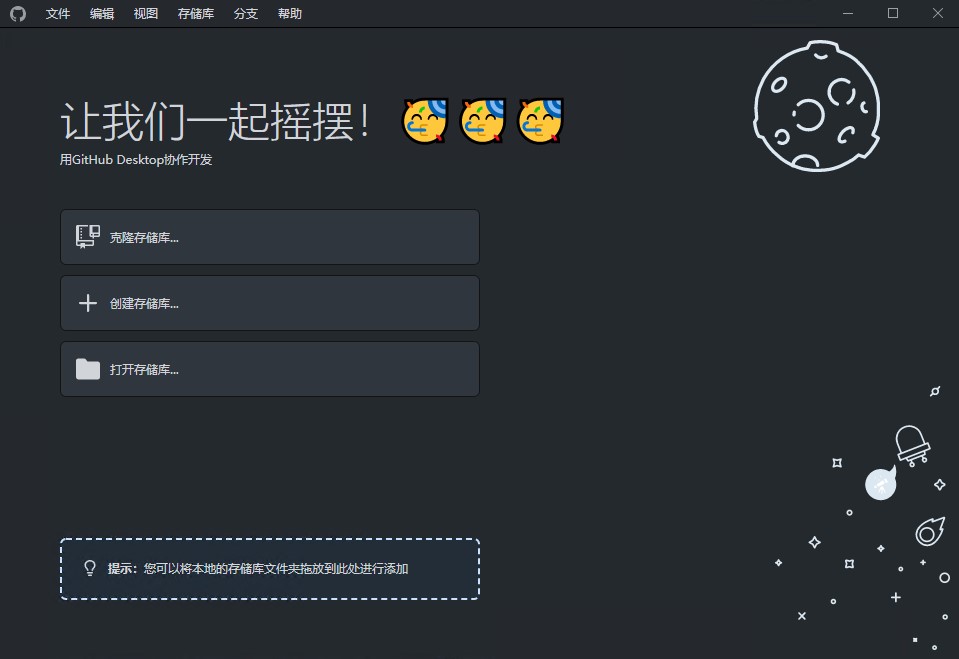 文件 编辑 视图 存储库 分支 帮助
让我们一起摇摆！ 🥳 🥳 🥳
用GitHub Desktop协作开发
克隆存储库...
创建存储库...
打开存储库...
提示：您可以将本地的存储库文件夹拖放到此处进行添加